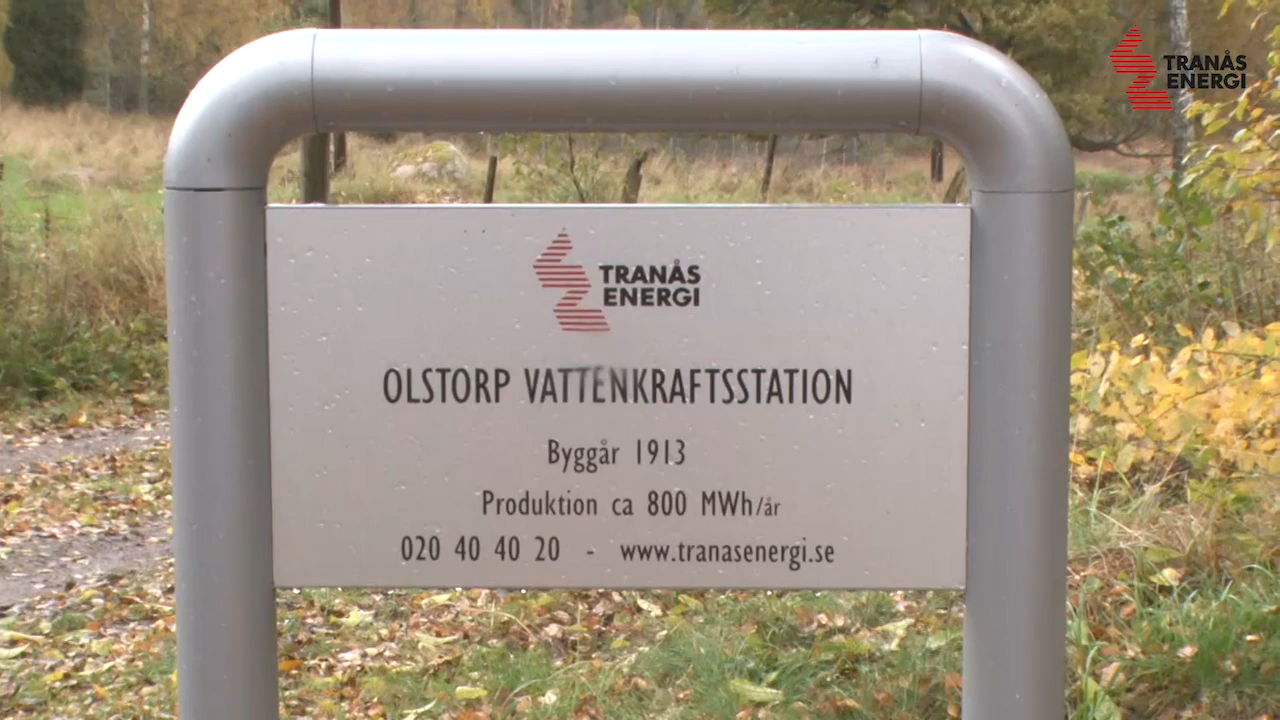 TRANÅS
ENERGI
TRANÅS
ENERGI
OLSTORP VATTENKRAFTSSTATION
Byggår 1913
Produktion ca 800 MWh/år
020 40 40 20 - www.tranasenergi.se